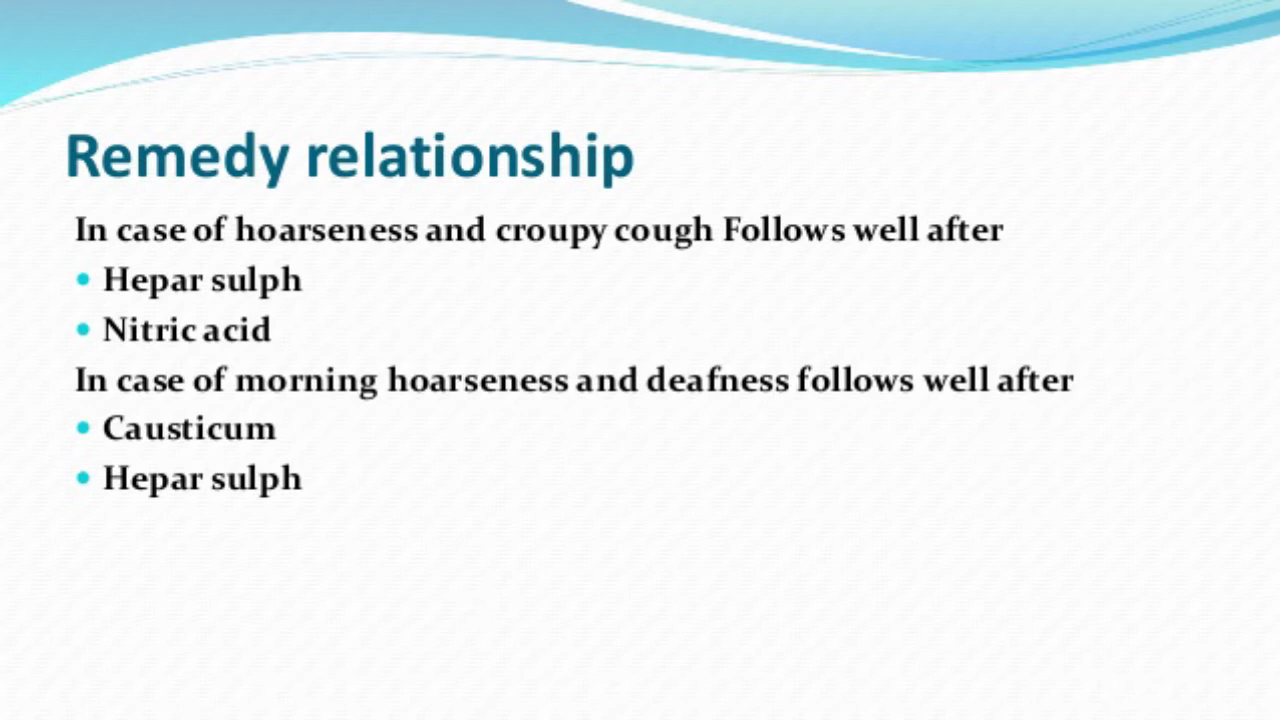 Remedy relationship
In case of hoarseness and croupy cough Follows well after
• Hepar sulph
• Nitric acid
In case of morning hoarseness and deafness follows well after
• Causticum
• Hepar sulph